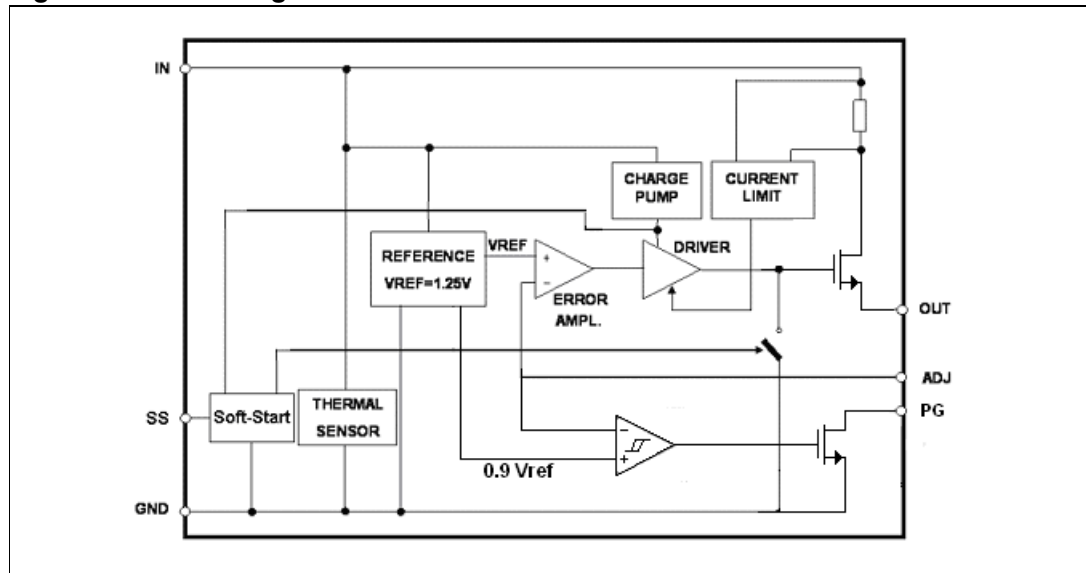 IN
CHARGE
PUMP
CURRENT
LIMIT
VREF
DRIVER
REFERENCE
VREF=1.25V
+
−
ERROR
AMPL.
OUT
ADJ
SS
Soft-Start
THERMAL
SENSOR
PG
−
+
0.9 Vref
GND